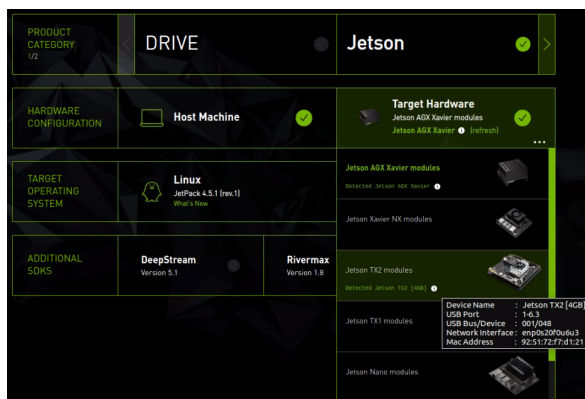 PRODUCT
CATEGORY
1/2
DRIVE
Jetson
HARDWARE
CONFIGURATION
Host Machine
Target Hardware
Jetson AGX Xavier modules
Jetson AGX Xavier (refresh)
TARGET
OPERATING
SYSTEM
Linux
JetPack 4.5.1 (rev.1)
What's New
Jetson AGX Xavier modules
Detected Jetson AGX Xavier
Jetson Xavier NX modules
ADDITIONAL
SDKS
DeepStream
Version 5.1
Rivermax
Version 1.8
Jetson TX2 modules
Detected Jetson TX2 [4GB]
Device Name : Jetson TX2 [4GB]
USB Port : 1-6.3
USB Bus/Device : 001/048
Network Interface : enp0s20f0u6u3
Mac Address : 92:51:72:f7:d1:21
Jetson TX1 modules
Jetson Nano modules